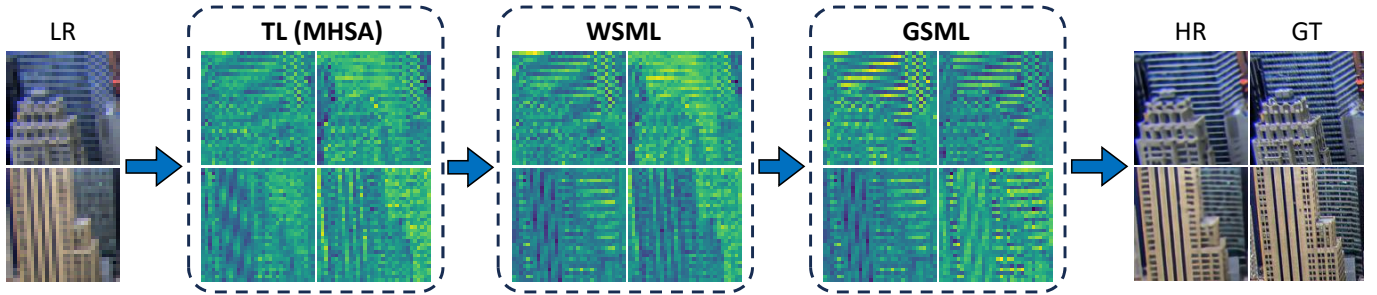 LR
TL (MHSA)
WSML
GSML
HR
GT